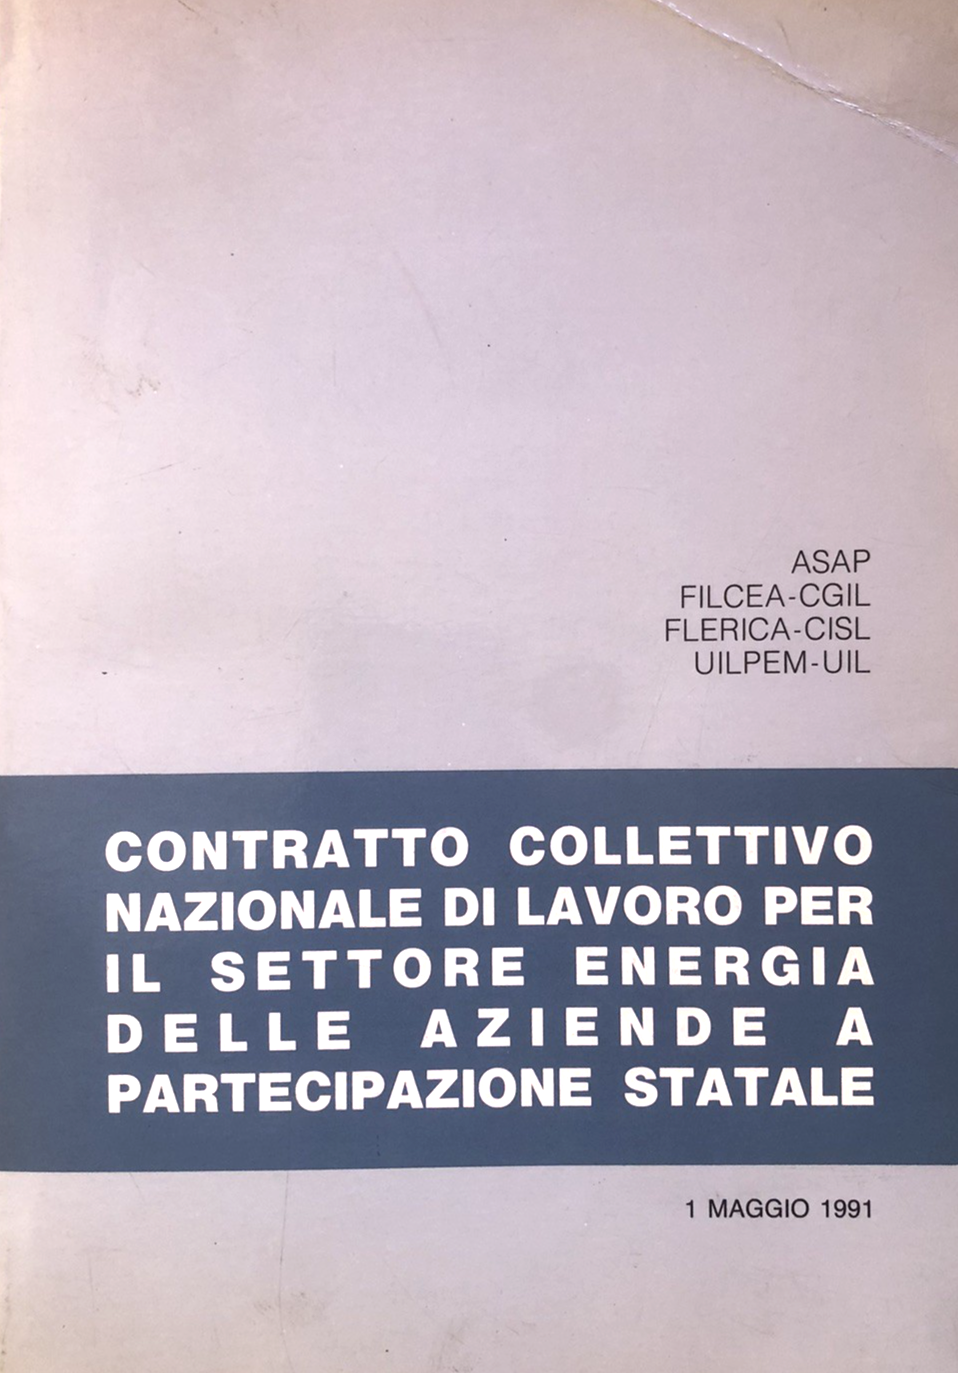 ASAP
FILCEA-CGIL
FLERICA-CISL
UILPEM-UIL
CONTRATTO COLLETTIVO
NAZIONALE DI LAVORO PER
IL SETTORE ENERGIA
DELLE AZIENDE A
PARTECIPAZIONE STATALE
1 MAGGIO 1991